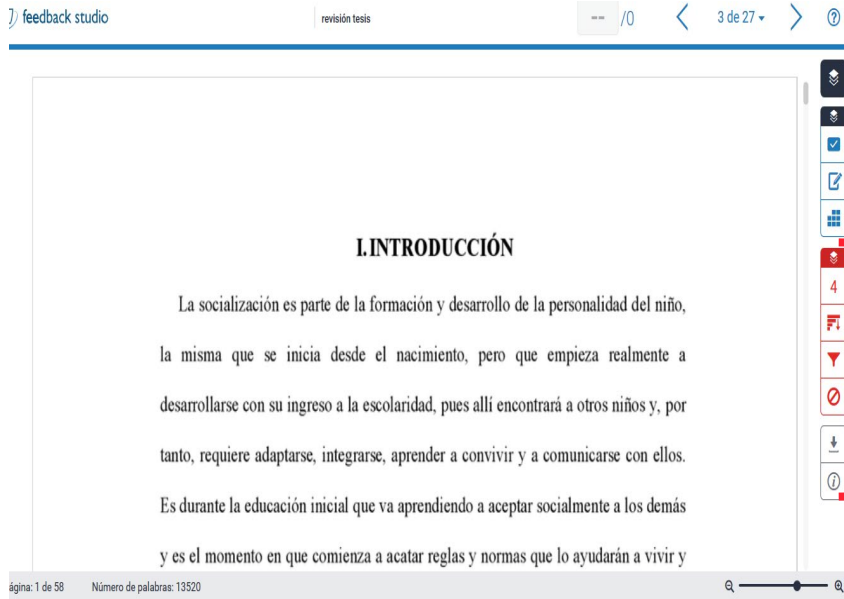 feedback studio
revisión tesis
-- /0
3 de 27
?
4
I. INTRODUCCIÓN
La socialización es parte de la formación y desarrollo de la personalidad del niño,
la misma que se inicia desde el nacimiento, pero que empieza realmente a
desarrollarse con su ingreso a la escolaridad, pues allí encontrará a otros niños y, por
tanto, requiere adaptarse, integrarse, aprender a convivir y a comunicarse con ellos.
Es durante la educación inicial que va aprendiendo a aceptar socialmente a los demás
y es el momento en que comienza a acatar reglas y normas que lo ayudarán a vivir y
ágina: 1 de 58 Número de palabras: 13520